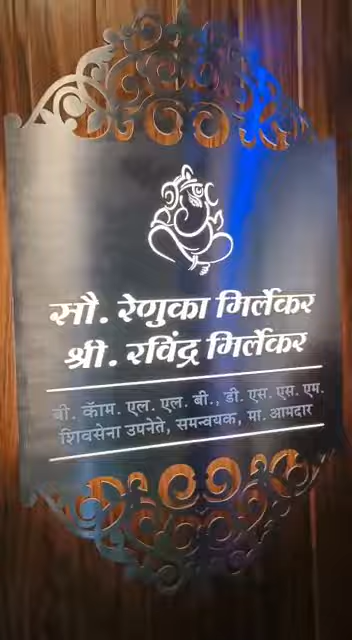 सौ. रेणुका मिर्लेकर
श्री. रविंद्र मिर्लेकर
बी. कॅाम. एल. एल. बी., डी. एस. एस. एम.
शिवसेना उपनेते, समन्वयक, मा. आमदार